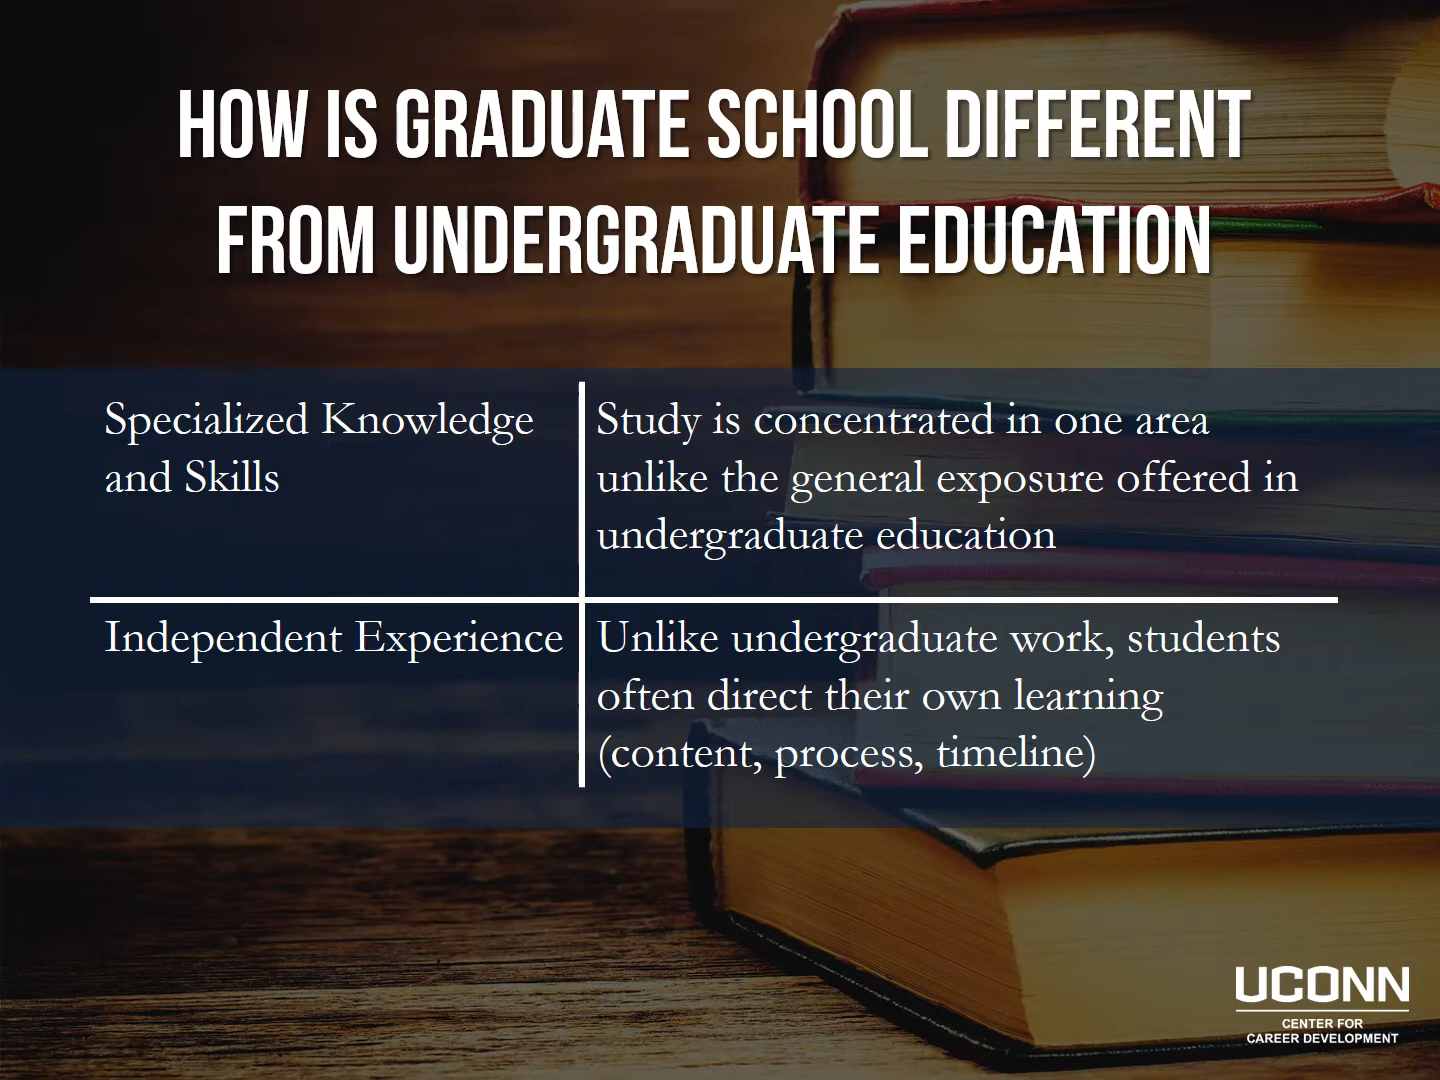 HOW IS GRADUATE SCHOOL DIFFERENT
FROM UNDERGRADUATE EDUCATION
Specialized Knowledge
and Skills
Study is concentrated in one area
unlike the general exposure offered in
undergraduate education
Independent Experience
Unlike undergraduate work, students
often direct their own learning
(content, process, timeline)
UCONN
CENTER FOR
CAREER DEVELOPMENT